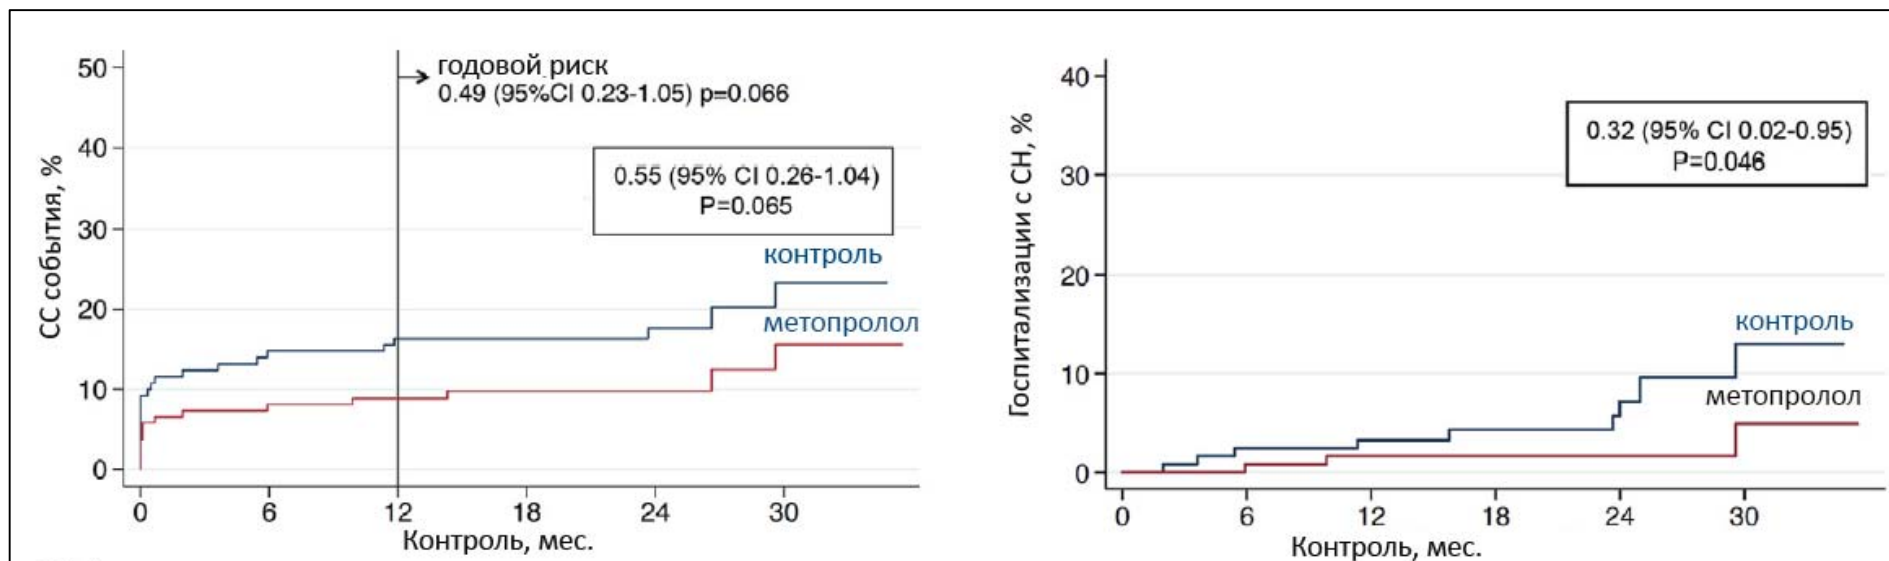 СС события, %
50
40
30
20
10
0
годовой риск
0.49 (95%CI 0.23-1.05) p=0.066
0.55 (95% CI 0.26-1.04)
P=0.065
контроль
метопролол
0 6 12 18 24 30
Контроль, мес.
Госпитализации с СН, %
40
30
20
10
0
0.32 (95% CI 0.02-0.95)
P=0.046
контроль
метопролол
0 6 12 18 24 30
Контроль, мес.